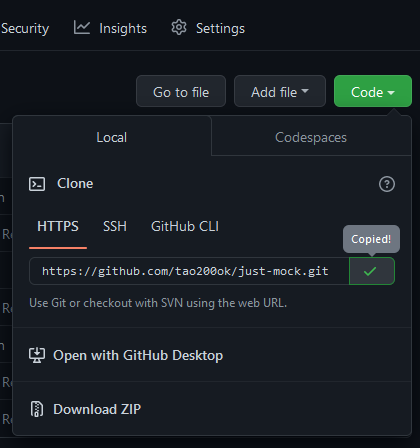 Security Insights Settings
Go to file Add file Code
Local Codespaces
Clone
HTTPS SSH GitHub CLI
Copied!
https://github.com/tao200ok/just-mock.git
Use Git or checkout with SVN using the web URL.
Open with GitHub Desktop
Download ZIP